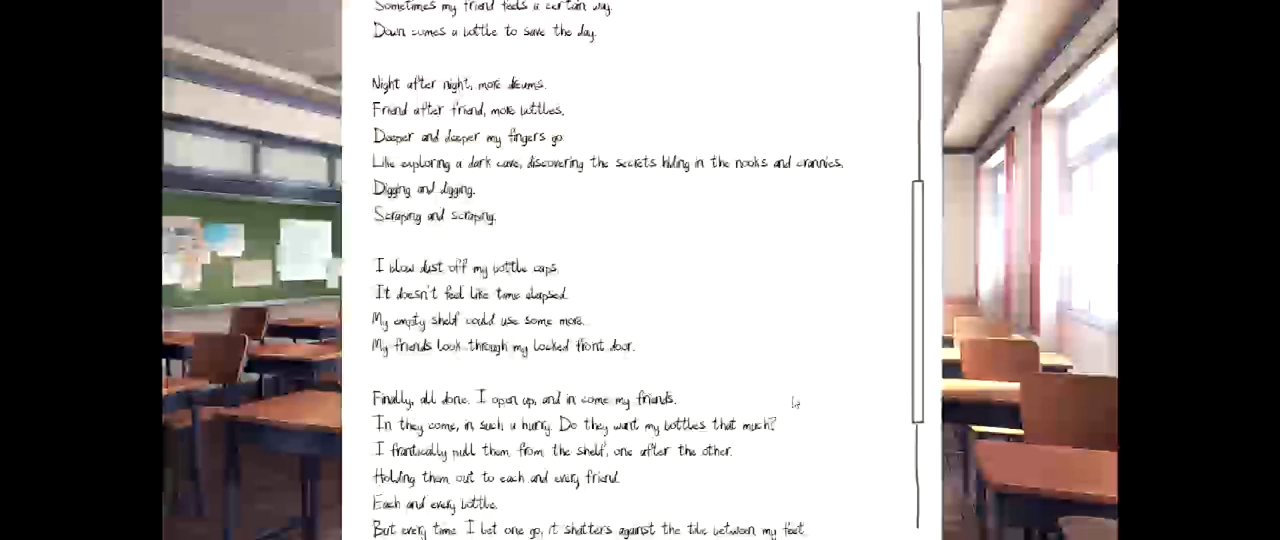 Sometimes my friend feels a certain way.
Down comes a bottle to save the day.
Night after night, more dreams.
Friend after friend, more bottles.
Deeper and deeper my fingers go.
Like exploring a dark cave, discovering the secrets hiding in the nooks and crannies.
Digging and digging.
Scraping and scraping.
I blow dust off my bottle caps.
It doesn't feel like time elapsed.
My empty shelf could use some more.
My friends look through my locked front door.
Finally, all done. I open up, and in come my friends.
In they come, in such a hurry. Do they want my bottles that much?
I frantically pull them from the shelf, one after the other.
Holding them out to each and every friend.
Each and every bottle.
But every time I let one go, it shatters against the tile between my feet